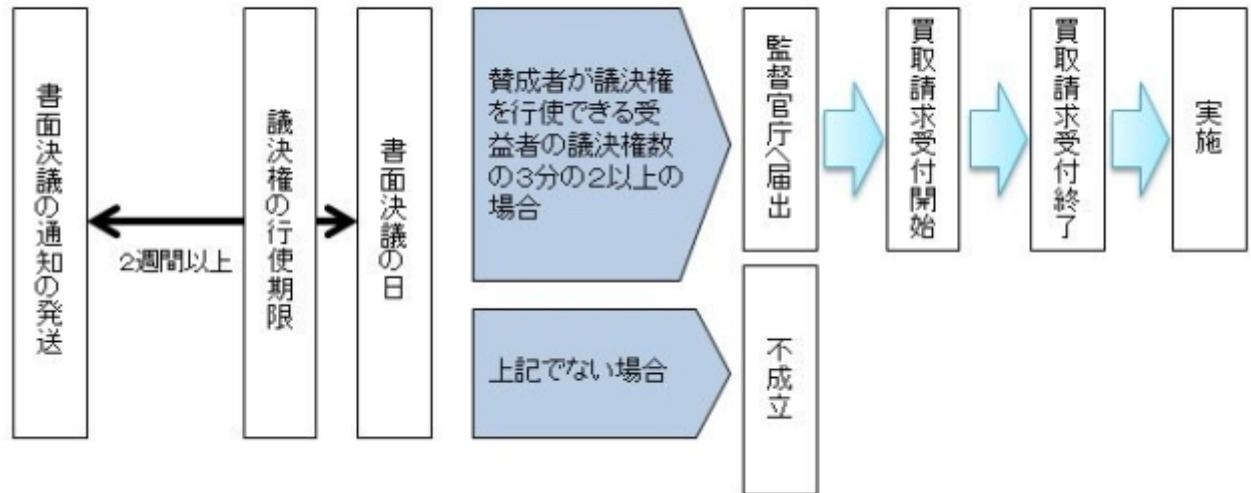 書面決議の通知の発送
2週間以上
議決権の行使期限
書面決議の日
賛成者が議決権
を行使できる受
益者の議決権数
の3分の2以上の
場合
上記でない場合
監督官庁へ届出
不成立
買取請求受付開始
買取請求受付終了
実施